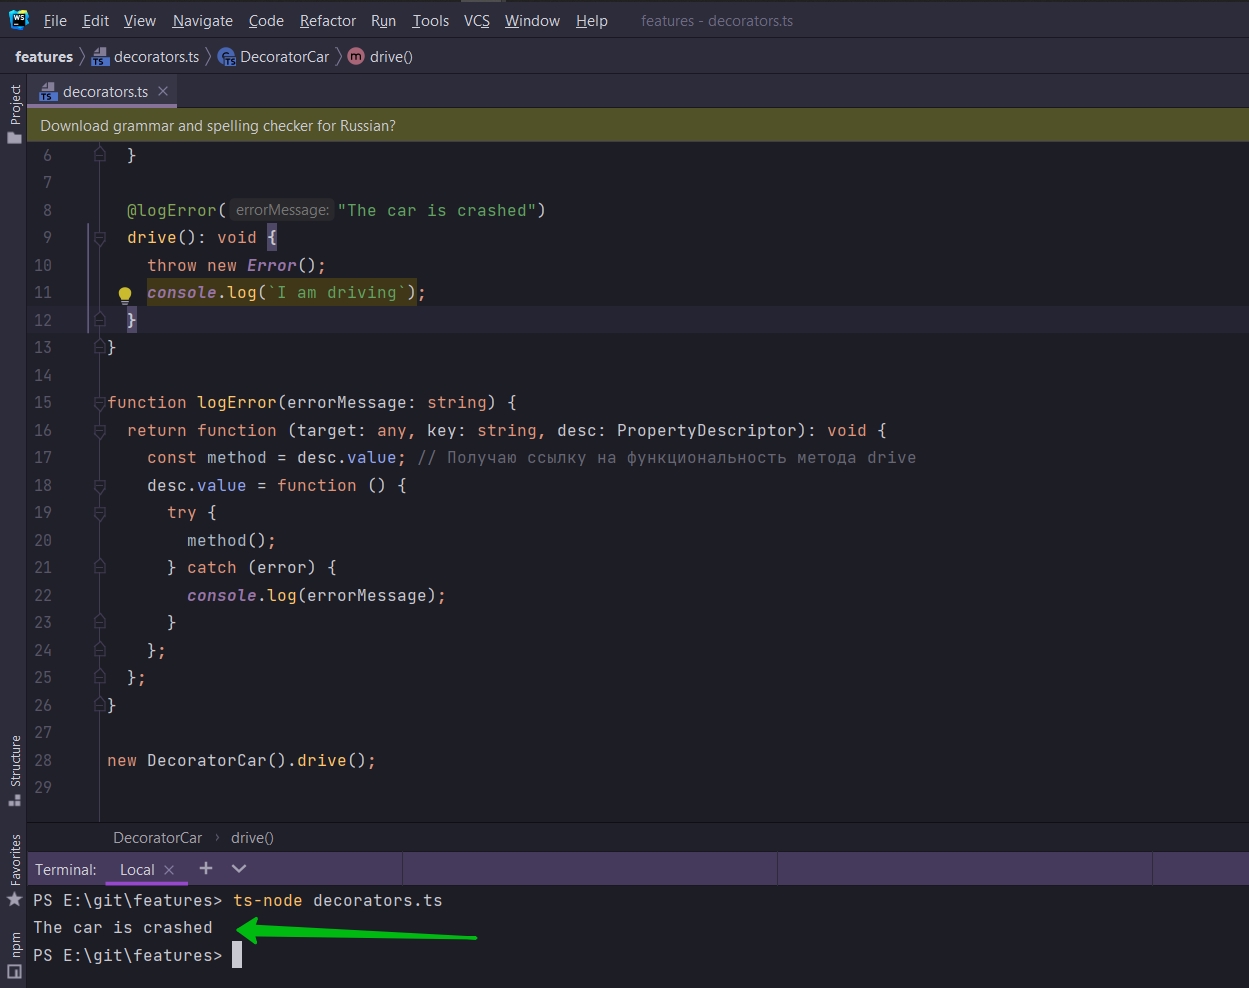 WS File Edit View Navigate Code Refactor Run Tools VCS Window Help features - decorators.ts
features decorators.ts DecoratorCar m drive()
Project
decorators.ts
Download grammar and spelling checker for Russian?
6 }
7
8 @logError( errorMessage: "The car is crashed")
9 drive(): void {
10 throw new Error();
11 console.log(`I am driving`);
12 }
13 }
14
15 function logError(errorMessage: string) {
16 return function (target: any, key: string, desc: PropertyDescriptor): void {
17 const method = desc.value; // Получаю ссылку на функциональность метода drive
18 desc.value = function () {
19 try {
20 method();
21 } catch (error) {
22 console.log(errorMessage);
23 }
24 };
25 };
26 }
27
28 new DecoratorCar().drive();
29
Structure
Favorites
npm
DecoratorCar › drive()
Terminal: Local × +
PS E:\git\features> ts-node decorators.ts
The car is crashed
PS E:\git\features>